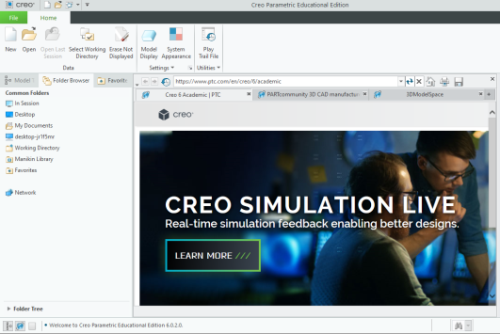 creo
Creo Parametric Educational Edition
File
Home
New
Open
Open Last Session
Select Working Directory
Erase Not Displayed
Model Display
System Appearance
Play Trail File
Data
Settings
Utilities
Model
Folder Browser
Favorit
https://www.ptc.com/en/creo/6/academic
Creo 6 Academic | PTC
PARTcommunity 3D CAD manufactu
3DModelSpace
Common Folders
In Session
Desktop
My Documents
desktop-p1f5mr
Working Directory
Manikin Library
Favorites
Network
creo
CREO SIMULATION LIVE
Real-time simulation feedback enabling better designs.
LEARN MORE ///
Folder Tree
Welcome to Creo Parametric Educational Edition 6.0.2.0.